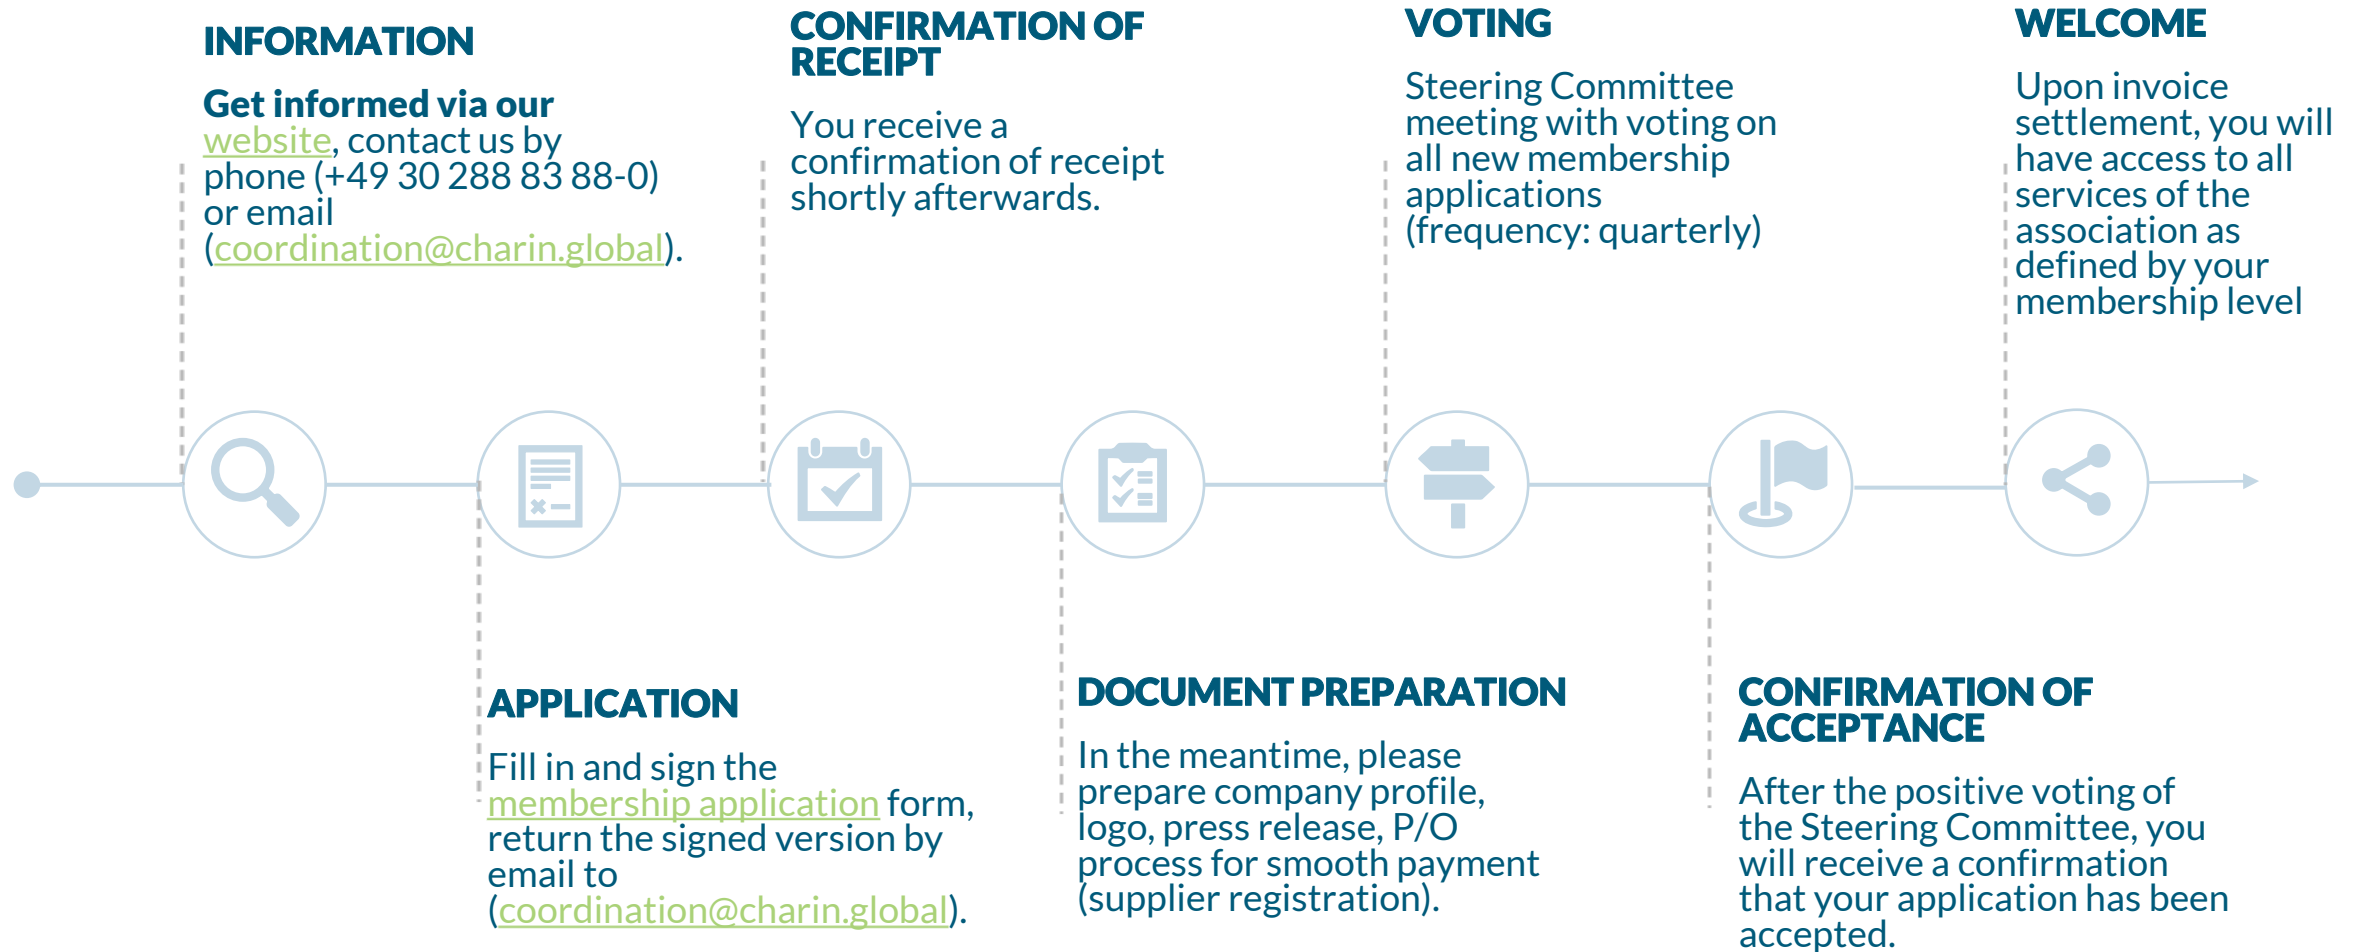 INFORMATION
Get informed via our
website, contact us by
phone (+49 30 288 83 88-0)
or email
(coordination@charin.global).
APPLICATION
Fill in and sign the
membership application form,
return the signed version by
email to
(coordination@charin.global).
CONFIRMATION OF
RECEIPT
You receive a
confirmation of receipt
shortly afterwards.
DOCUMENT PREPARATION
In the meantime, please
prepare company profile,
logo, press release, P/O
process for smooth payment
(supplier registration).
VOTING
Steering Committee
meeting with voting on
all new membership
applications
(frequency: quarterly)
CONFIRMATION OF
ACCEPTANCE
After the positive voting of
the Steering Committee, you
will receive a confirmation
that your application has been
accepted.
WELCOME
Upon invoice
settlement, you will
have access to all
services of the
association as
defined by your
membership level